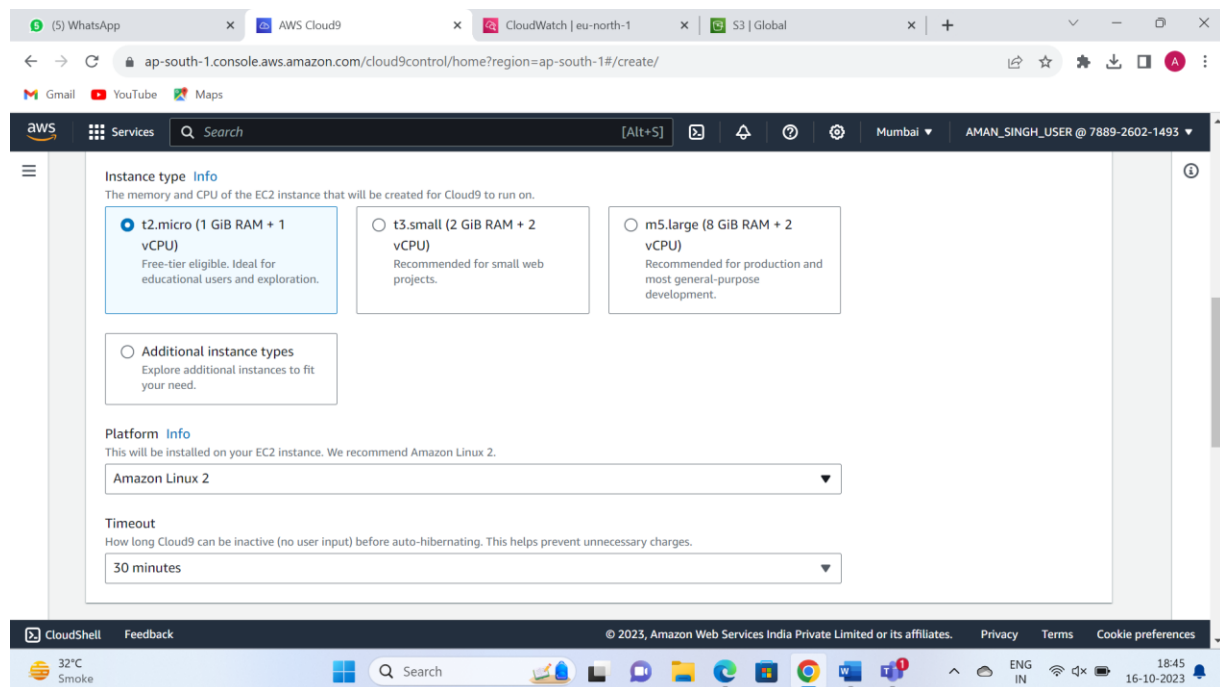 (5) WhatsApp
AWS Cloud9
CloudWatch | eu-north-1
S3 | Global
ap-south-1.console.aws.amazon.com/cloud9control/home?region=ap-south-1#/create/
A
Gmail YouTube Maps
aws Services Search [Alt+S] Mumbai AMAN_SINGH_USER @ 7889-2602-1493
Instance type Info
The memory and CPU of the EC2 instance that will be created for Cloud9 to run on.
t2.micro (1 GiB RAM + 1
vCPU)
Free-tier eligible. Ideal for
educational users and exploration.
t3.small (2 GiB RAM + 2
vCPU)
Recommended for small web
projects.
m5.large (8 GiB RAM + 2
vCPU)
Recommended for production and
most general-purpose
development.
Additional instance types
Explore additional instances to fit
your need.
Platform Info
This will be installed on your EC2 instance. We recommend Amazon Linux 2.
Amazon Linux 2
Timeout
How long Cloud9 can be inactive (no user input) before auto-hibernating. This helps prevent unnecessary charges.
30 minutes
CloudShell Feedback © 2023, Amazon Web Services India Private Limited or its affiliates. Privacy Terms Cookie preferences
32°C
Smoke
Search
1
ENG
IN
18:45
16-10-2023